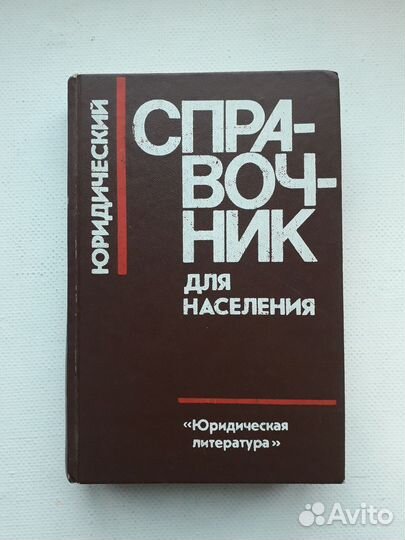 ЮРИДИЧЕСКИЙ
СПРА-
ВОЧ-
НИК
ДЛЯ
НАСЕЛЕНИЯ
«Юридическая
литература»
Avito